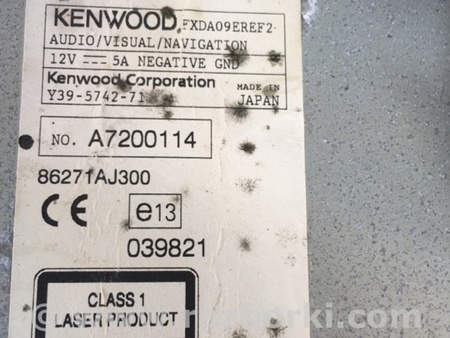 KENWOOD FXDA09EREF2
AUDIO/VISUAL/NAVIGATION
12V 5A NEGATIVE GND
Kenwood Corporation
Y39-5742-71
MADE IN
JAPAN
NO. A7200114
86271AJ300
CE e13
039821
CLASS 1
LASER PRODUCT